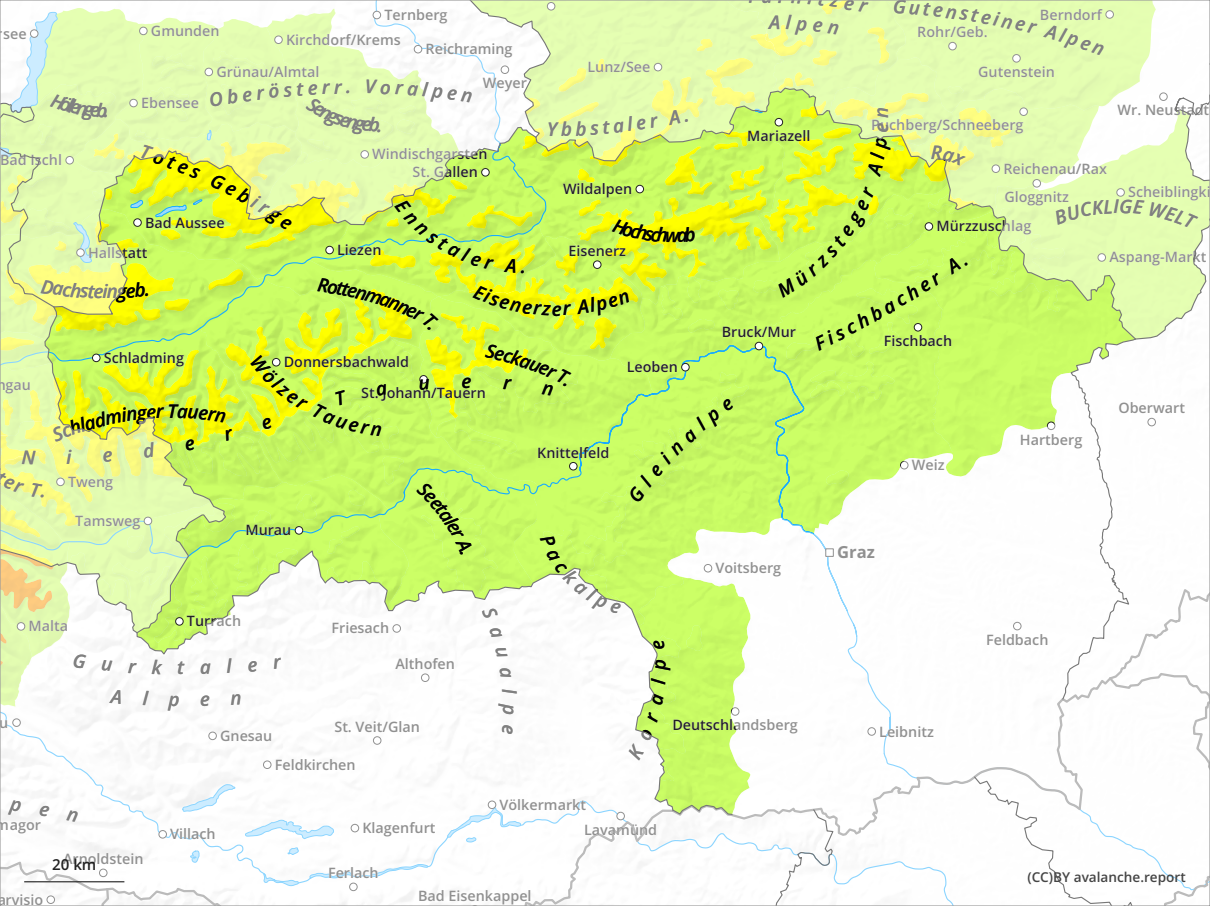 Ternberg
Berndorf
Gutensteiner Alpen
Alpen
Gmunden
Kirchdorf/Krems
Reichraming
Rohr/Geb.
Grünau/Almtal
Lunz/See
Gutenstein
Weyer
Oberösterr. Voralpen
Höllengeb.
Ebensee
Sengsengeb.
Ybbstaler A.
Wr. Neustadt
Mariazell
Puchberg/Schneeberg
Bad Ischl
Totes Gebirge
Windischgarsten
St. Gallen
Rax
Reichenau/Rax
Gloggnitz
Wildalpen
Bad Aussee
Ennstaler A.
Hochschwab
Mürzsteger Alpen
BUCKLIGE WELT
Mürzzuschlag
Hallstatt
Liezen
Eisenerz
Aspang-Markt
Dachsteingeb.
Rottenmanner T.
Eisenerzer Alpen
Fischbacher A.
Bruck/Mur
Fischbach
Schladming
Donnersbachwald
Seckauer T.
Leoben
Wölzer Tauern
St. Johann/Tauern
Schladminger Tauern
Niedere Tauern
Gleinalpe
Oberwart
Hartberg
Knittelfeld
Weiz
Tweng
Seetaler A.
Tamsweg
Murau
Packalpe
Graz
Voitsberg
Malta
Turrach
Friesach
Saualpe
Feldbach
Gurktaler
Alpen
Althofen
Koralpe
Deutschlandsberg
Gnesau
St. Veit/Glan
Leibnitz
Feldkirchen
Völkermarkt
Villach
Klagenfurt
Lavamünd
Arnoldstein
20 km
Ferlach
Bad Eisenkappel
(CC)BY avalanche.report